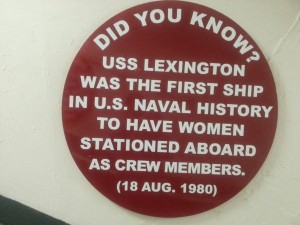 DID YOU KNOW?
USS LEXINGTON
WAS THE FIRST SHIP
IN U.S. NAVAL HISTORY
TO HAVE WOMEN
STATIONED ABOARD
AS CREW MEMBERS.
(18 AUG. 1980)